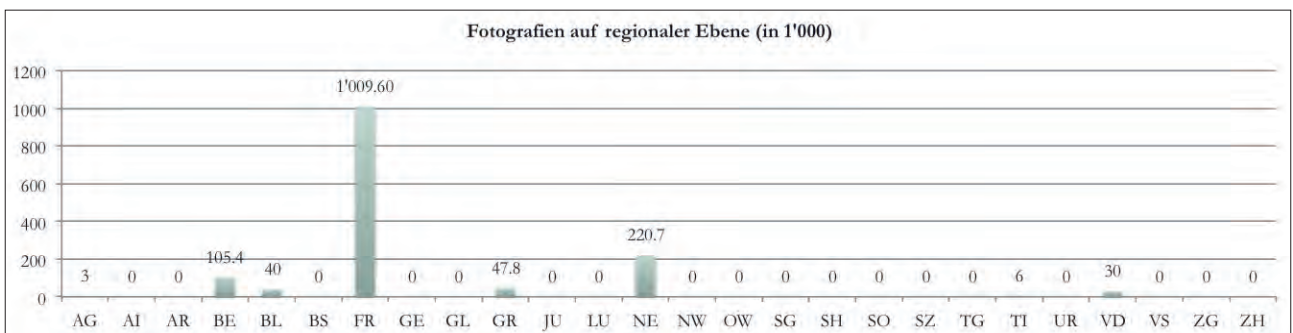 Fotografien auf regionaler Ebene (in 1'000)
1200
1000
800
600
400
200
0
3 0 0 105.4 40 0 1'009.60 0 0 47.8 0 0 220.7 0 0 0 0 0 0 0 6 0 30 0 0 0
AG AI AR BE BL BS FR GE GL GR JU LU NE NW OW SG SH SO SZ TG TI UR VD VS ZG ZH